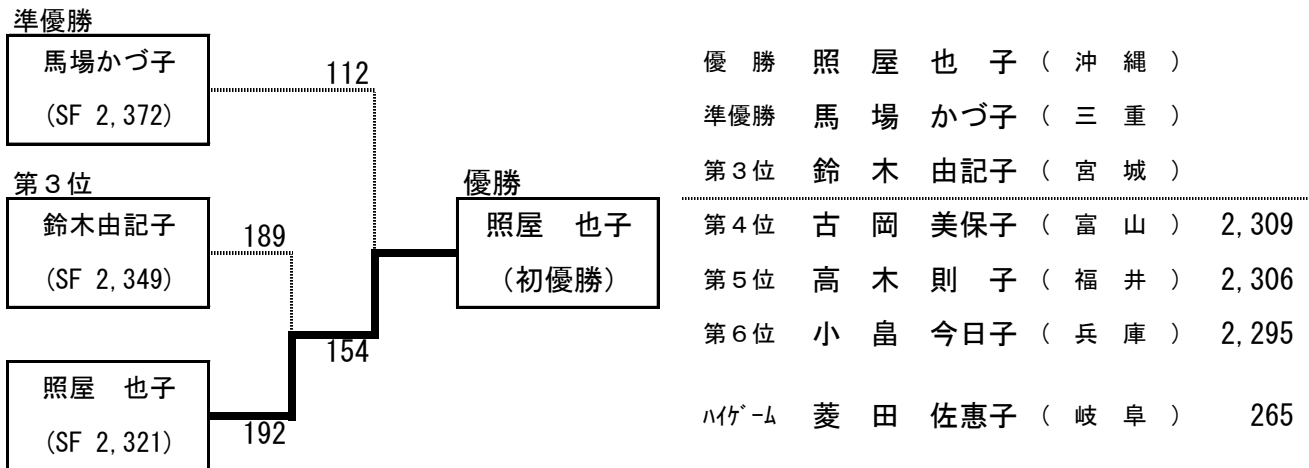 準優勝
馬場かづ子
(SF 2,372)
112
第３位
鈴木由記子
(SF 2,349)
189
優勝
照屋　也子
(初優勝)
154
照屋　也子
(SF 2,321)
192
優　勝　照　屋　也　子　（　沖　縄　）
準優勝　馬　場　かづ子　（　三　重　）
第３位　鈴　木　由記子　（　宮　城　）
第４位　古　岡　美保子　（　富　山　）　2,309
第５位　高　木　則　子　（　福　井　）　2,306
第６位　小　畠　今日子　（　兵　庫　）　2,295
ﾊｲｹﾞｰﾑ　菱　田　佐惠子　（　岐　阜　）　265